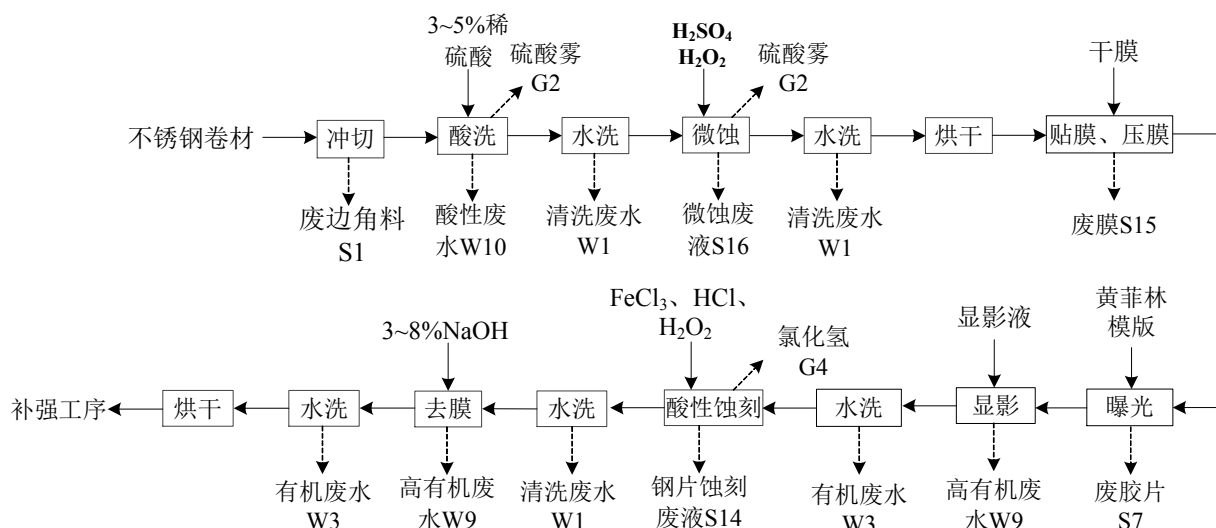 3~5%稀
硫酸
硫酸雾
G2
H₂SO₄
H₂O₂
硫酸雾
G2
干膜
不锈钢卷材
冲切
酸洗
水洗
微蚀
水洗
烘干
贴膜、压膜
废边角料
S1
酸性废
水W10
清洗废水
W1
微蚀废
液S16
清洗废水
W1
废膜S15
3~8%NaOH
FeCl₃、HCl、
H₂O₂
氯化氢
G4
显影液
黄菲林
模版
补强工序
烘干
水洗
去膜
水洗
酸性蚀刻
水洗
显影
曝光
有机废水
W3
高有机废
水W9
清洗废水
W1
钢片蚀刻
废液S14
有机废水
W3
高有机废
水W9
废胶片
S7